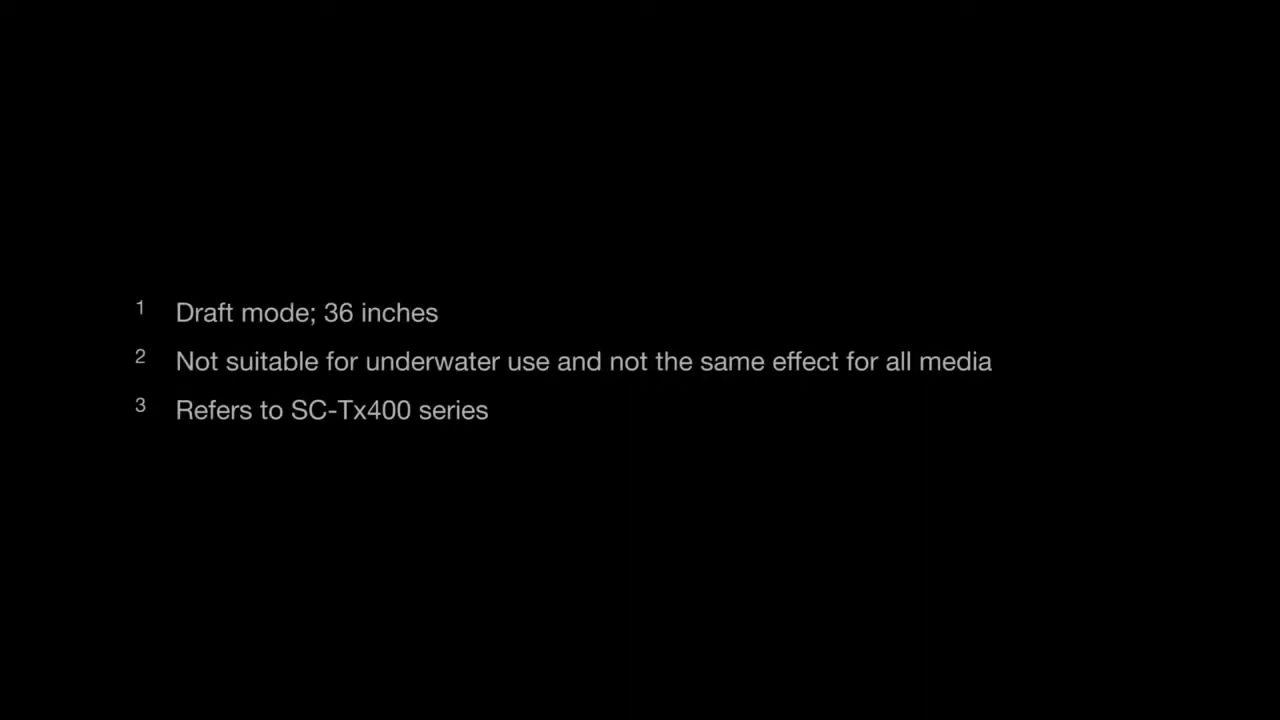 1 Draft mode; 36 inches
2 Not suitable for underwater use and not the same effect for all media
3 Refers to SC-Tx400 series